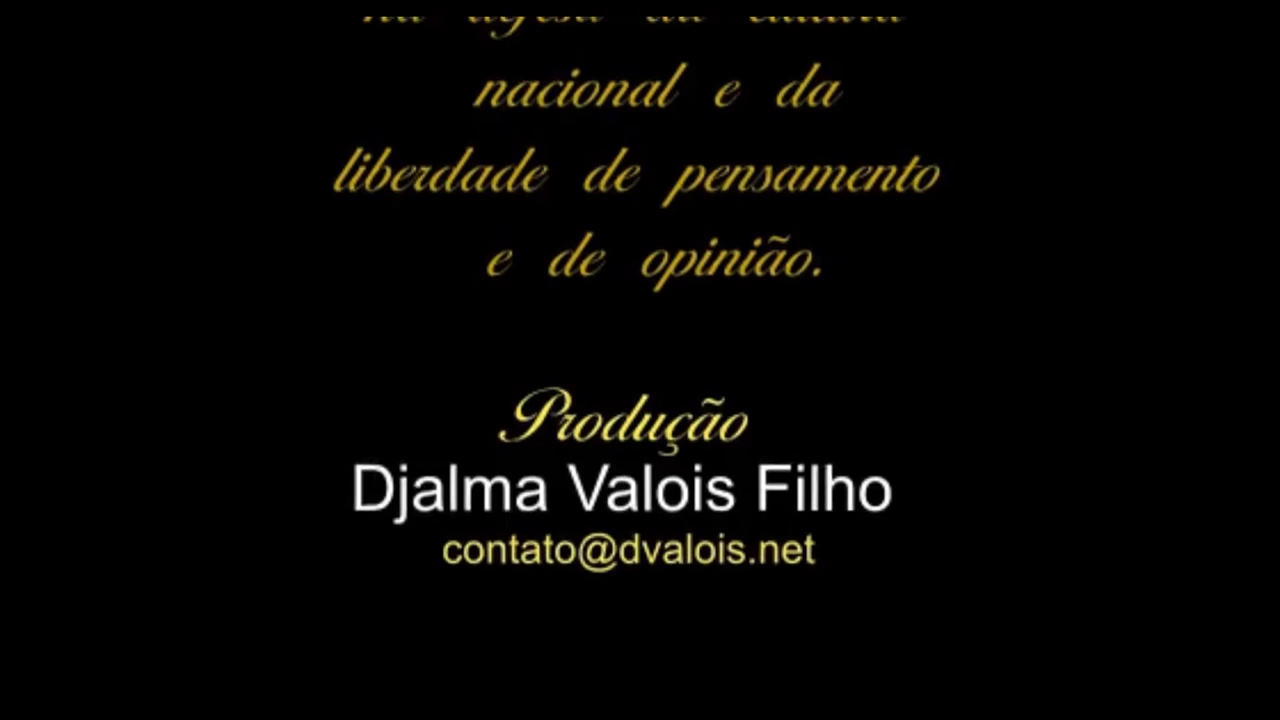 nacional e da
liberdade de pensamento
e de opinião.
Produção
Djalma Valois Filho
contato@dvalois.net